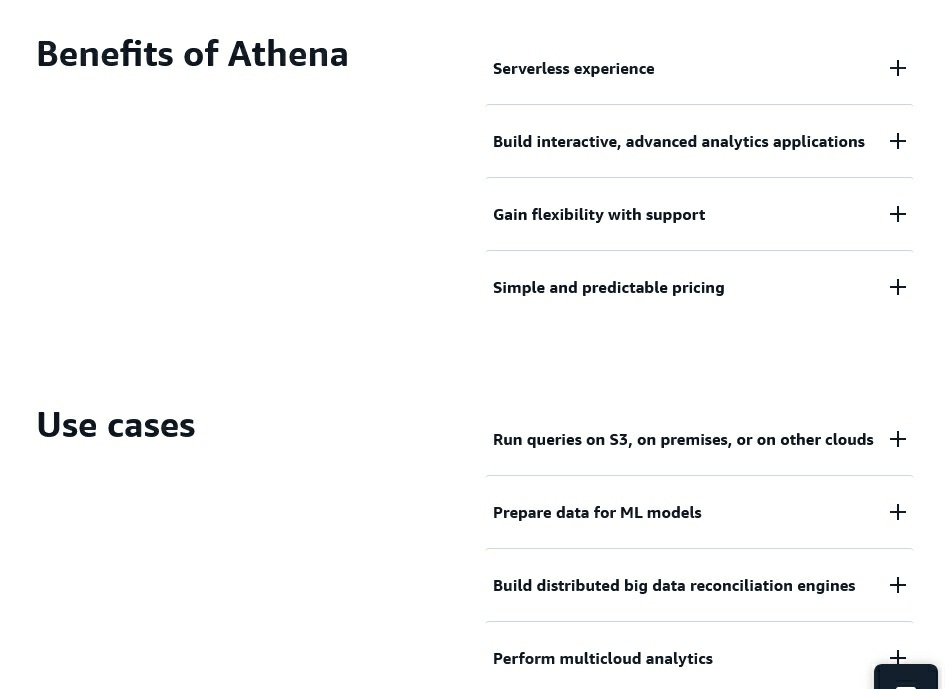 Benefits of Athena
Serverless experience
Build interactive, advanced analytics applications
Gain flexibility with support
Simple and predictable pricing
Use cases
Run queries on S3, on premises, or on other clouds
Prepare data for ML models
Build distributed big data reconciliation engines
Perform multicloud analytics